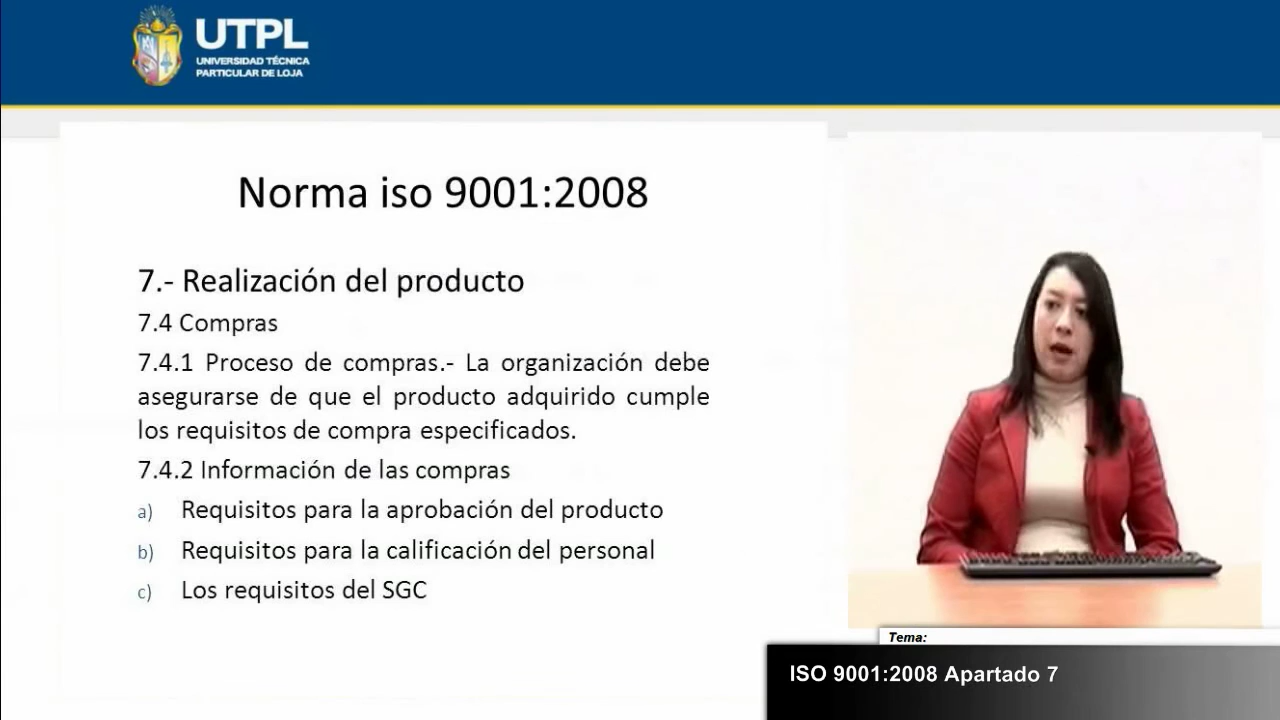 UTPL
UNIVERSIDAD TÉCNICA
PARTICULAR DE LOJA
Norma iso 9001:2008
7.- Realización del producto
7.4 Compras
7.4.1 Proceso de compras.- La organización debe
asegurarse de que el producto adquirido cumple
los requisitos de compra especificados.
7.4.2 Información de las compras
a) Requisitos para la aprobación del producto
b) Requisitos para la calificación del personal
c) Los requisitos del SGC
Tema:
ISO 9001:2008 Apartado 7